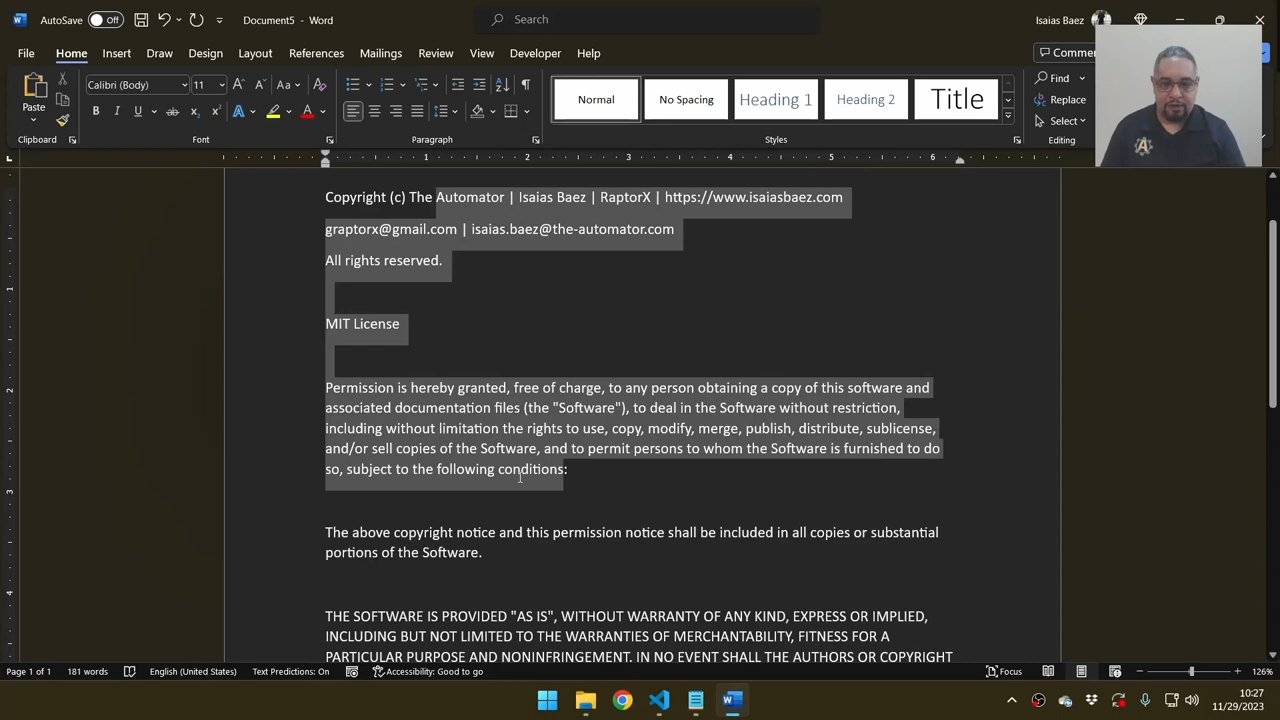 AutoSave Off Document5 - Word Search Isaias Baez
File Home Insert Draw Design Layout References Mailings Review View Developer Help
Paste Calibri (Body) 11 Normal No Spacing Heading 1 Heading 2 Title Find
Replace
Select
Clipboard Font Paragraph Styles Editing
1 2 3 4 5 6
Copyright (c) The Automator | Isaias Baez | RaptorX | https://www.isaiasbaez.com
graptorx@gmail.com | isaias.baez@the-automator.com
All rights reserved.
MIT License
Permission is hereby granted, free of charge, to any person obtaining a copy of this software and
associated documentation files (the "Software"), to deal in the Software without restriction,
including without limitation the rights to use, copy, modify, merge, publish, distribute, sublicense,
and/or sell copies of the Software, and to permit persons to whom the Software is furnished to do
so, subject to the following conditions:
The above copyright notice and this permission notice shall be included in all copies or substantial
portions of the Software.
THE SOFTWARE IS PROVIDED "AS IS", WITHOUT WARRANTY OF ANY KIND, EXPRESS OR IMPLIED,
INCLUDING BUT NOT LIMITED TO THE WARRANTIES OF MERCHANTABILITY, FITNESS FOR A
PARTICULAR PURPOSE AND NONINFRINGEMENT. IN NO EVENT SHALL THE AUTHORS OR COPYRIGHT
Page 1 of 1 181 words English (United States) Text Predictions: On Accessibility: Good to go Focus 126%
10:27
11/29/2023